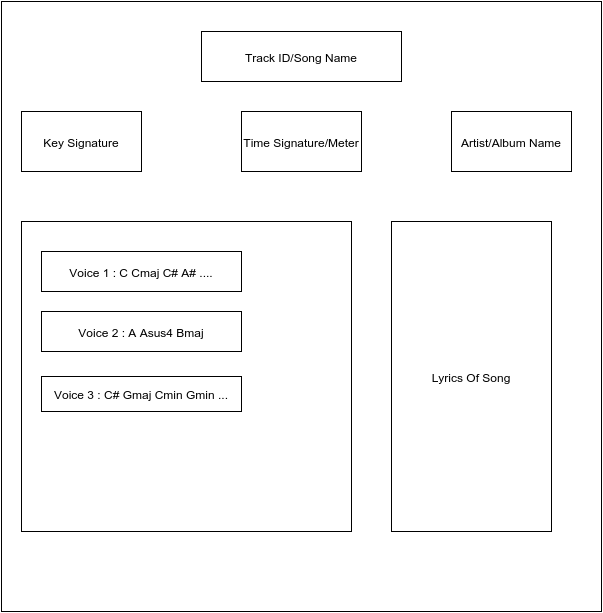 Track ID/Song Name
Key Signature
Time Signature/Meter
Artist/Album Name
Voice 1 : C Cmaj C# A# ....
Voice 2 : A Asus4 Bmaj
Voice 3 : C# Gmaj Cmin Gmin ...
Lyrics Of Song